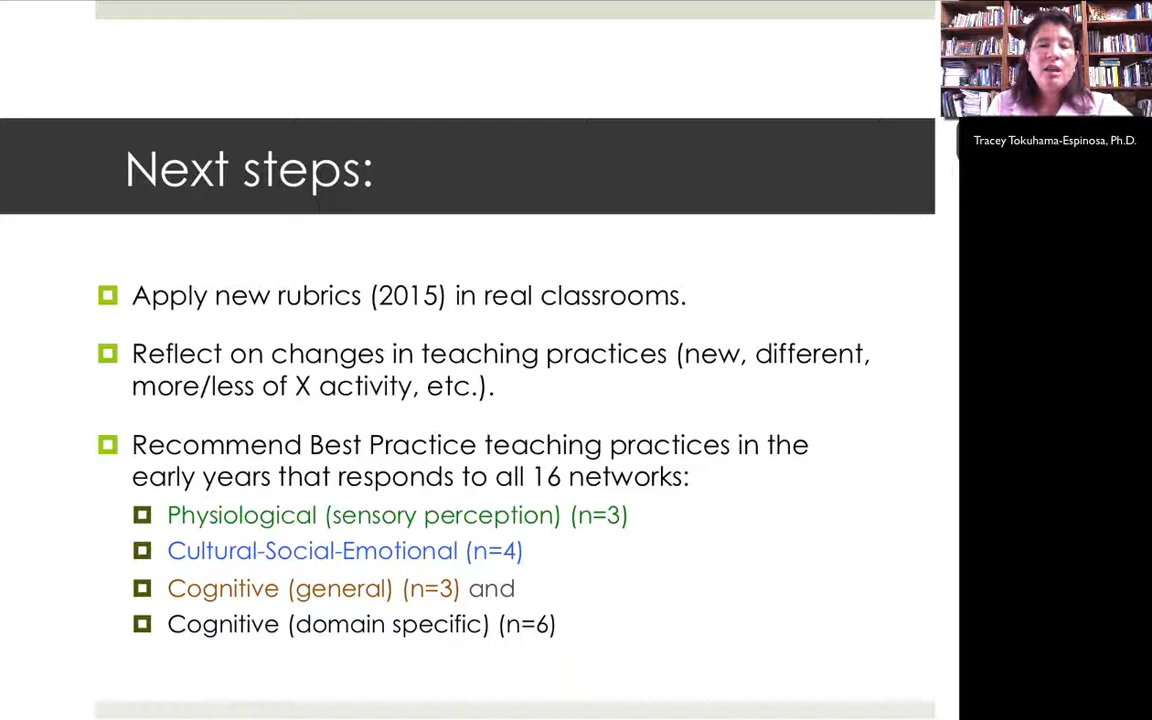 Next steps:
Tracey Tokuhama-Espinosa, Ph.D.
Apply new rubrics (2015) in real classrooms.
Reflect on changes in teaching practices (new, different,
more/less of X activity, etc.).
Recommend Best Practice teaching practices in the
early years that responds to all 16 networks:
Physiological (sensory perception) (n=3)
Cultural-Social-Emotional (n=4)
Cognitive (general) (n=3) and
Cognitive (domain specific) (n=6)